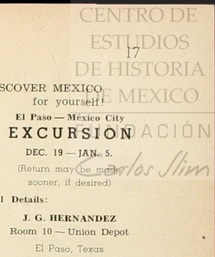 CENTRO DE
ESTUDIOS
17
DE HISTORIA
DE MEXICO
SCOVER MEXICO
for yourself!
El Paso — México City
EXCURSION
FUNDACIÓN
DEC. 19 — JAN. 5.
Carlos Slim
(Return may be made
sooner, if desired)
l Details:
J. G. HERNANDEZ
Room 10 — Union Depot
El Paso, Texas